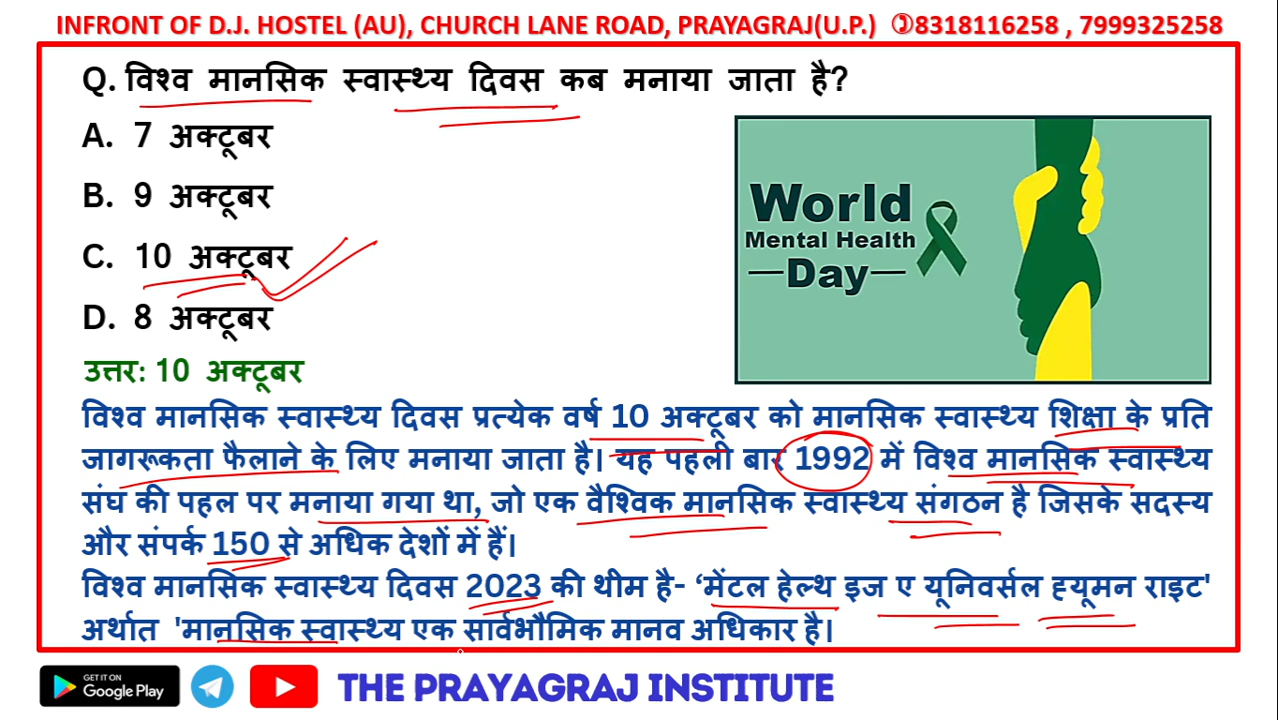 INFRONT OF D.J. HOSTEL (AU), CHURCH LANE ROAD, PRAYAGRAJ(U.P.) ✆8318116258 , 7999325258
Q. विश्व मानसिक स्वास्थ्य दिवस कब मनाया जाता है?
A. 7 अक्टूबर
B. 9 अक्टूबर
C. 10 अक्टूबर
D. 8 अक्टूबर
World
Mental Health
Day
उत्तर: 10 अक्टूबर
विश्व मानसिक स्वास्थ्य दिवस प्रत्येक वर्ष 10 अक्टूबर को मानसिक स्वास्थ्य शिक्षा के प्रति
जागरूकता फैलाने के लिए मनाया जाता है। यह पहली बार 1992 में विश्व मानसिक स्वास्थ्य
संघ की पहल पर मनाया गया था, जो एक वैश्विक मानसिक स्वास्थ्य संगठन है जिसके सदस्य
और संपर्क 150 से अधिक देशों में हैं।
विश्व मानसिक स्वास्थ्य दिवस 2023 की थीम है- ‘मेंटल हेल्थ इज ए यूनिवर्सल ह्यूमन राइट'
अर्थात 'मानसिक स्वास्थ्य एक सार्वभौमिक मानव अधिकार है।
GET IT ON
Google Play
THE PRAYAGRAJ INSTITUTE